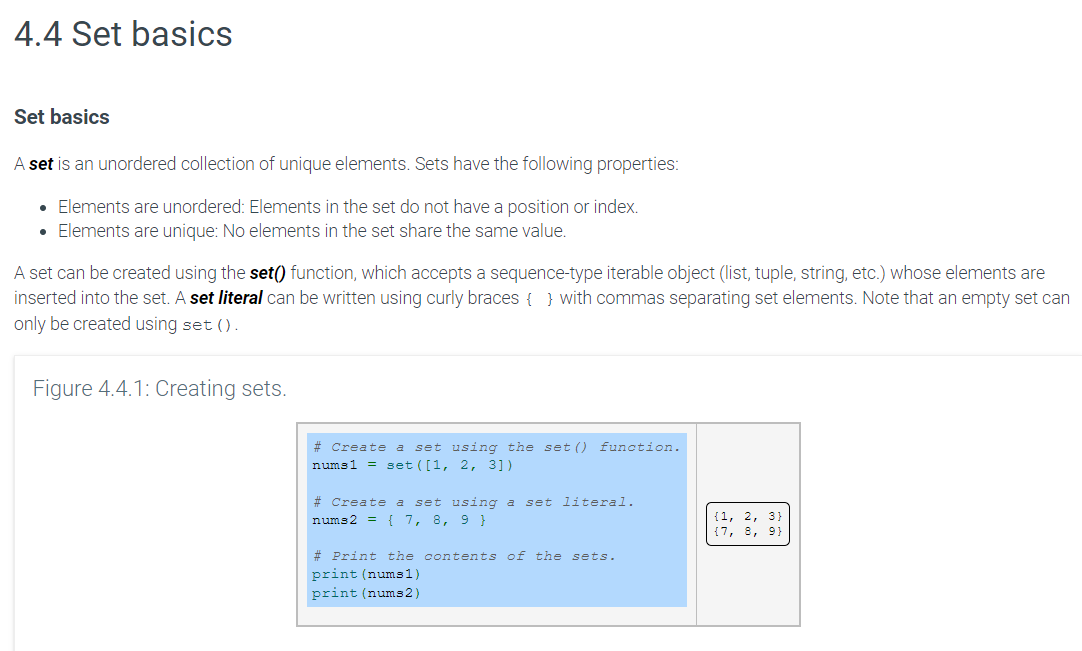 4.4 Set basics
Set basics
A set is an unordered collection of unique elements. Sets have the following properties:
• Elements are unordered: Elements in the set do not have a position or index.
• Elements are unique: No elements in the set share the same value.
A set can be created using the set() function, which accepts a sequence-type iterable object (list, tuple, string, etc.) whose elements are
inserted into the set. A set literal can be written using curly braces { } with commas separating set elements. Note that an empty set can
only be created using set().
Figure 4.4.1: Creating sets.
# Create a set using the set() function.
nums1 = set([1, 2, 3])
# Create a set using a set literal.
nums2 = { 7, 8, 9 }
# Print the contents of the sets.
print(nums1)
print(nums2)
{1, 2, 3}
{7, 8, 9}